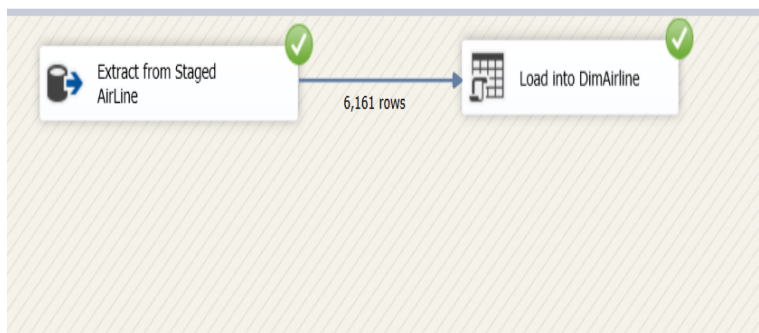 Extract from Staged
AirLine
6,161 rows
Load into DimAirline